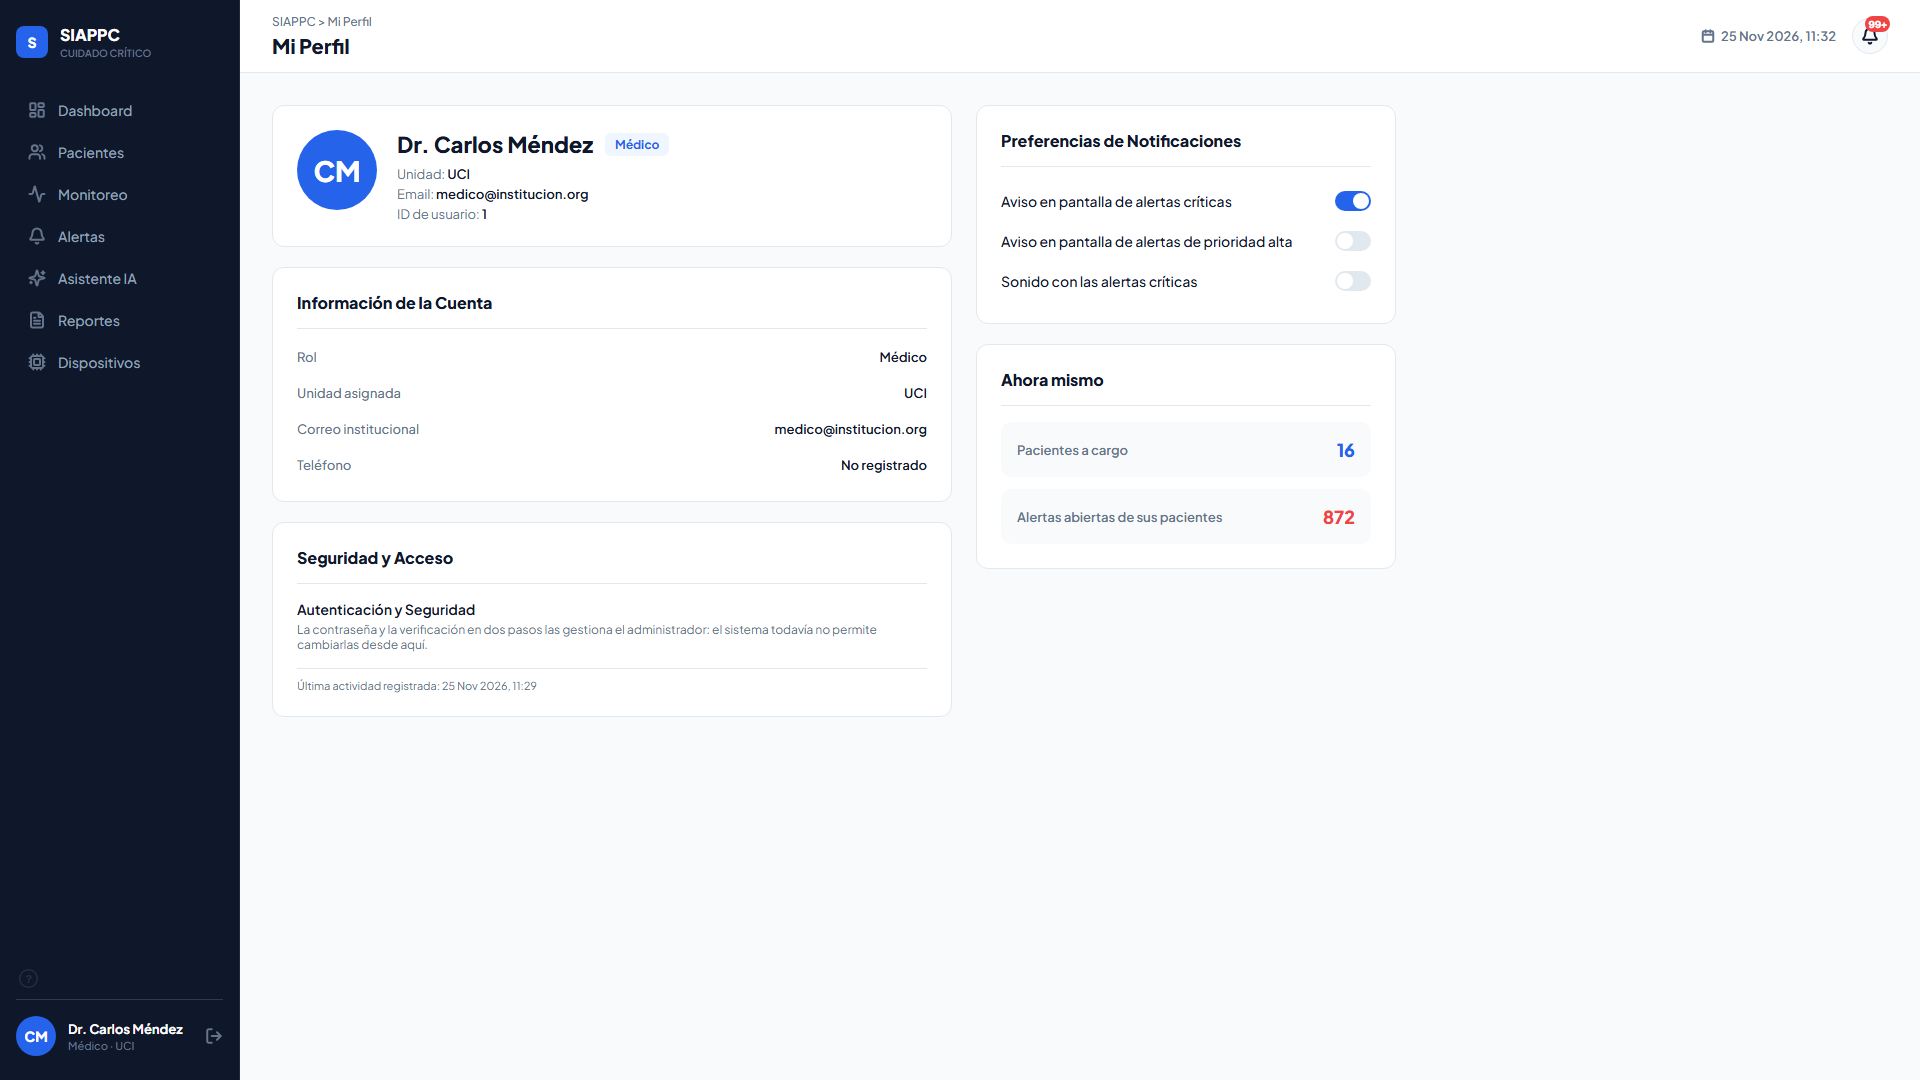 S
SIAPPC
CUIDADO CRÍTICO
Dashboard
Pacientes
Monitoreo
Alertas
Asistente IA
Reportes
Dispositivos
?
CM
Dr. Carlos Méndez
Médico · UCI
SIAPPC > Mi Perfil
Mi Perfil
25 Nov 2026, 11:32
99+
CM
Dr. Carlos Méndez Médico
Unidad: UCI
Email: medico@institucion.org
ID de usuario: 1
Información de la Cuenta
Rol Médico
Unidad asignada UCI
Correo institucional medico@institucion.org
Teléfono No registrado
Seguridad y Acceso
Autenticación y Seguridad
La contraseña y la verificación en dos pasos las gestiona el administrador: el sistema todavía no permite
cambiarlas desde aquí.
Última actividad registrada: 25 Nov 2026, 11:29
Preferencias de Notificaciones
Aviso en pantalla de alertas críticas
Aviso en pantalla de alertas de prioridad alta
Sonido con las alertas críticas
Ahora mismo
Pacientes a cargo 16
Alertas abiertas de sus pacientes 872